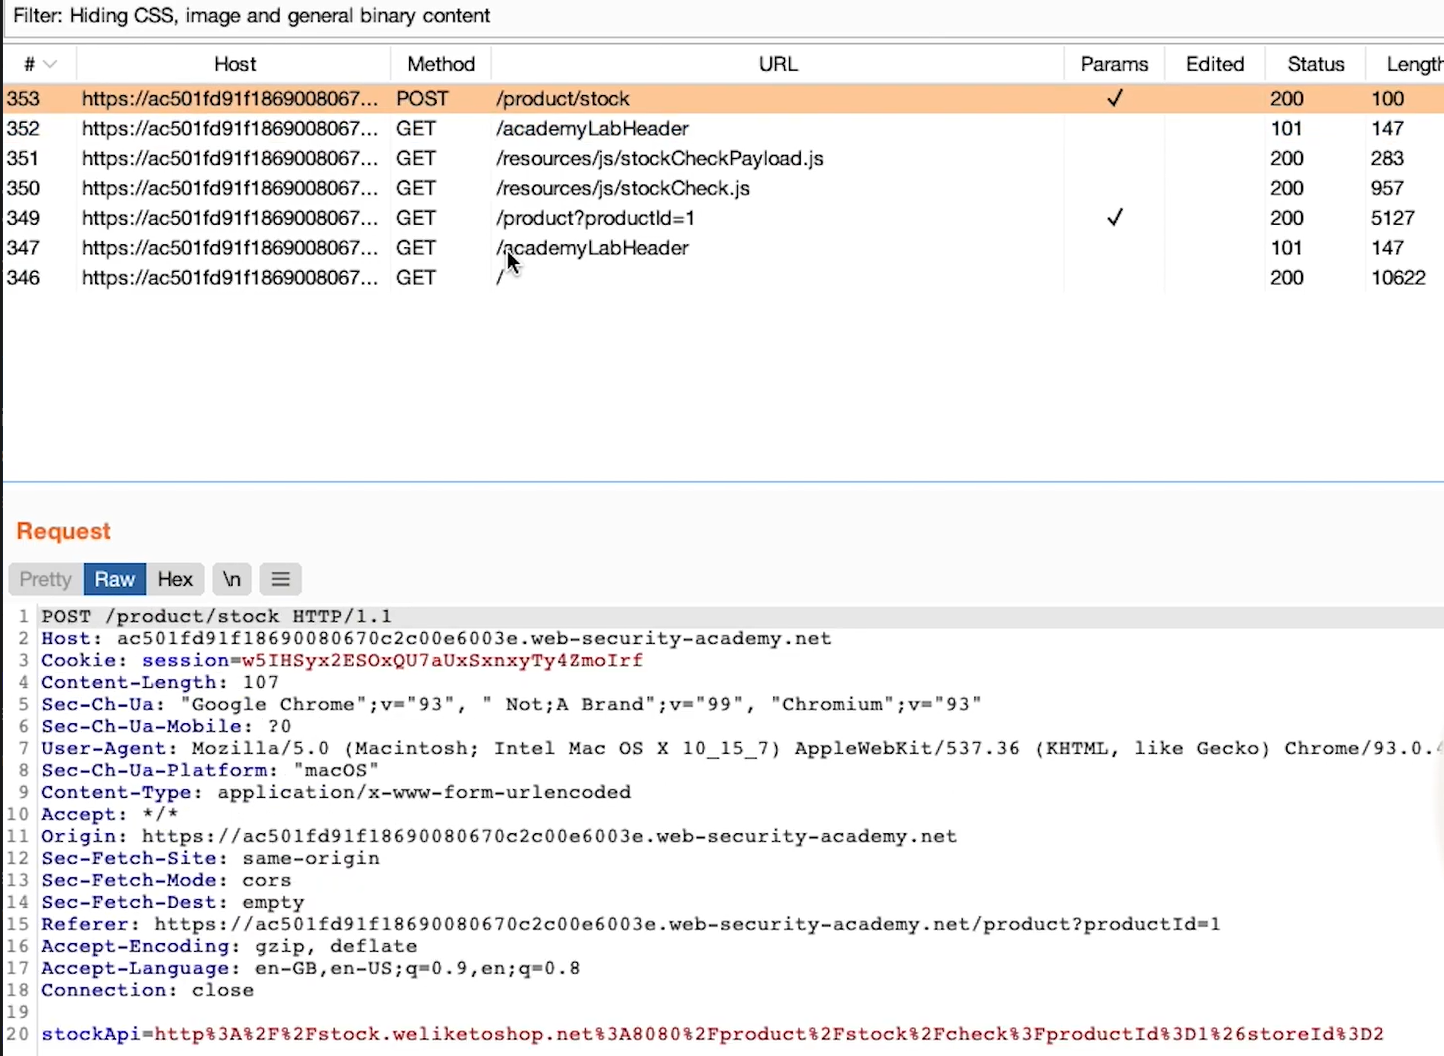 Filter: Hiding CSS, image and general binary content
# Host Method URL Params Edited Status Length
353 https://ac501fd91f1869008067... POST /product/stock ✓ 200 100
352 https://ac501fd91f1869008067... GET /academyLabHeader 101 147
351 https://ac501fd91f1869008067... GET /resources/js/stockCheckPayload.js 200 283
350 https://ac501fd91f1869008067... GET /resources/js/stockCheck.js 200 957
349 https://ac501fd91f1869008067... GET /product?productId=1 ✓ 200 5127
347 https://ac501fd91f1869008067... GET /academyLabHeader 101 147
346 https://ac501fd91f1869008067... GET / 200 10622
Request
Pretty Raw Hex \n ☰
1 POST /product/stock HTTP/1.1
2 Host: ac501fd91f18690080670c2c00e6003e.web-security-academy.net
3 Cookie: session=w5IHSyx2ESOxQU7aUxSxnxyTy4ZmoIrf
4 Content-Length: 107
5 Sec-Ch-Ua: "Google Chrome";v="93", " Not;A Brand";v="99", "Chromium";v="93"
6 Sec-Ch-Ua-Mobile: ?0
7 User-Agent: Mozilla/5.0 (Macintosh; Intel Mac OS X 10_15_7) AppleWebKit/537.36 (KHTML, like Gecko) Chrome/93.0.4
8 Sec-Ch-Ua-Platform: "macOS"
9 Content-Type: application/x-www-form-urlencoded
10 Accept: */*
11 Origin: https://ac501fd91f18690080670c2c00e6003e.web-security-academy.net
12 Sec-Fetch-Site: same-origin
13 Sec-Fetch-Mode: cors
14 Sec-Fetch-Dest: empty
15 Referer: https://ac501fd91f18690080670c2c00e6003e.web-security-academy.net/product?productId=1
16 Accept-Encoding: gzip, deflate
17 Accept-Language: en-GB,en-US;q=0.9,en;q=0.8
18 Connection: close
19
20 stockApi=http%3A%2F%2Fstock.weliketoshop.net%3A8080%2Fproduct%2Fstock%2Fcheck%3FproductId%3D1%26storeId%3D2